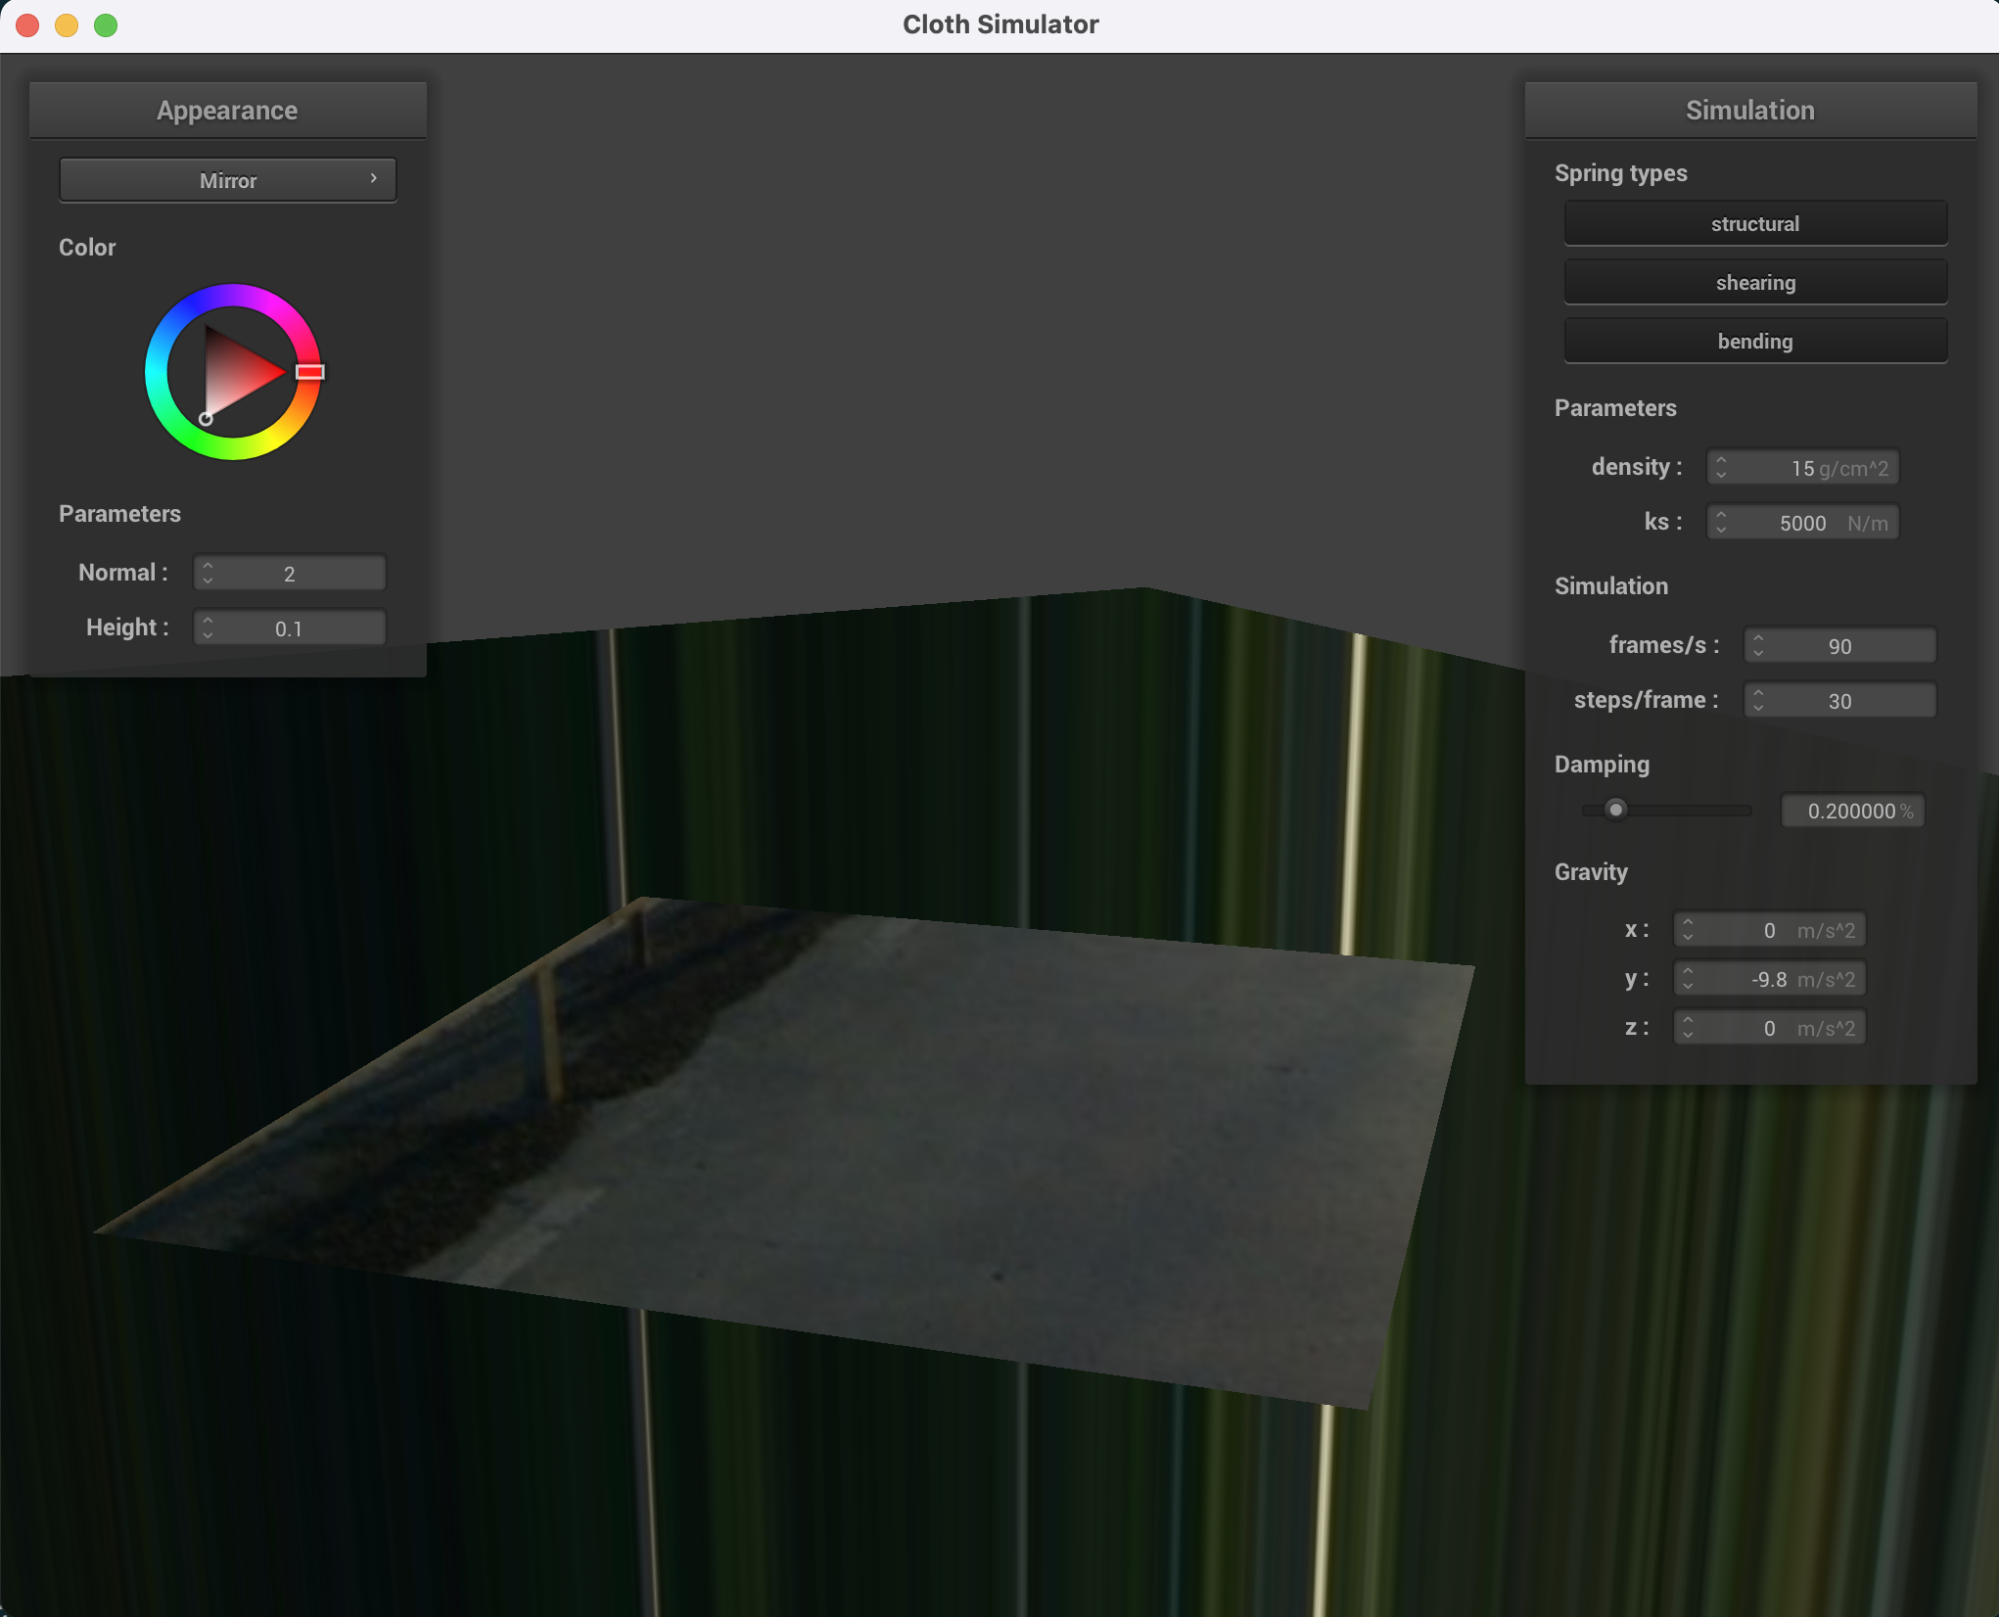 Cloth Simulator
Appearance
Mirror
Color
Parameters
Normal : 2
Height : 0.1
Simulation
Spring types
structural
shearing
bending
Parameters
density : 15 g/cm^2
ks : 5000 N/m
Simulation
frames/s : 90
steps/frame : 30
Damping
0.200000 %
Gravity
x : 0 m/s^2
y : -9.8 m/s^2
z : 0 m/s^2